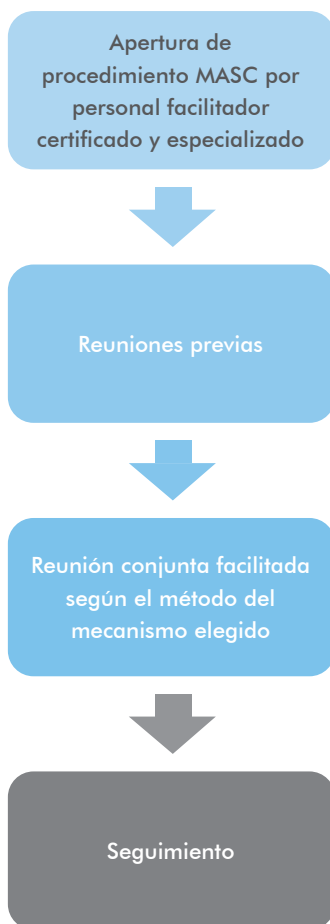 Apertura de
procedimiento MASC por
personal facilitador
certificado y especializado
Reuniones previas
Reunión conjunta facilitada
según el método del
mecanismo elegido
Seguimiento